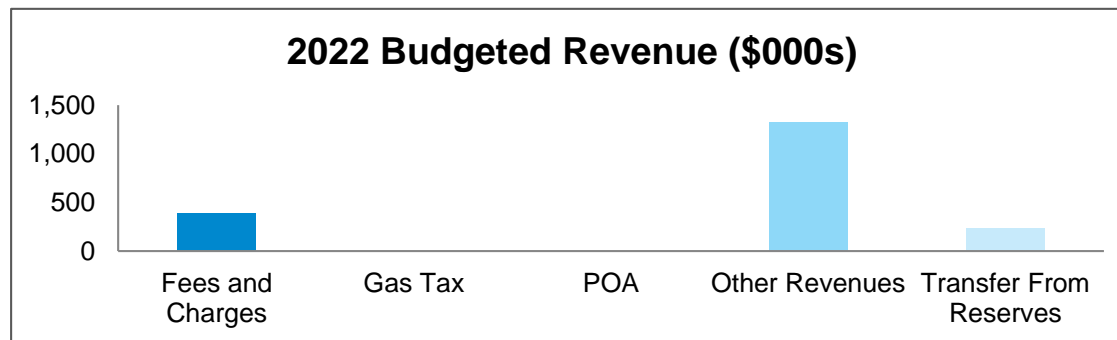 2022 Budgeted Revenue ($000s)
1,500
1,000
500
0
Fees and Charges
Gas Tax
POA
Other Revenues
Transfer From Reserves